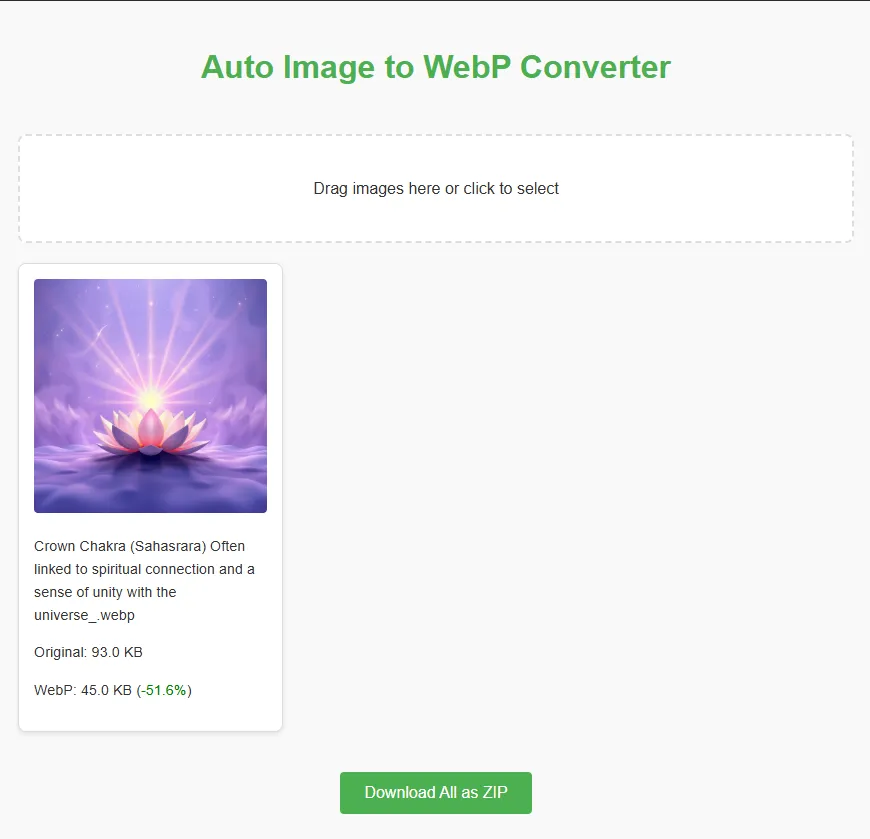 Auto Image to WebP Converter
Drag images here or click to select
Crown Chakra (Sahasrara) Often
linked to spiritual connection and a
sense of unity with the
universe_.webp
Original: 93.0 KB
WebP: 45.0 KB (-51.6%)
Download All as ZIP